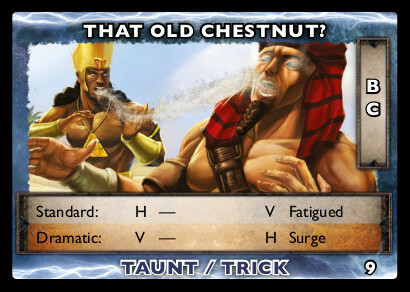 THAT OLD CHESTNUT?
B
C
Standard: H — V Fatigued
Dramatic: V — H Surge
TAUNT / TRICK
9